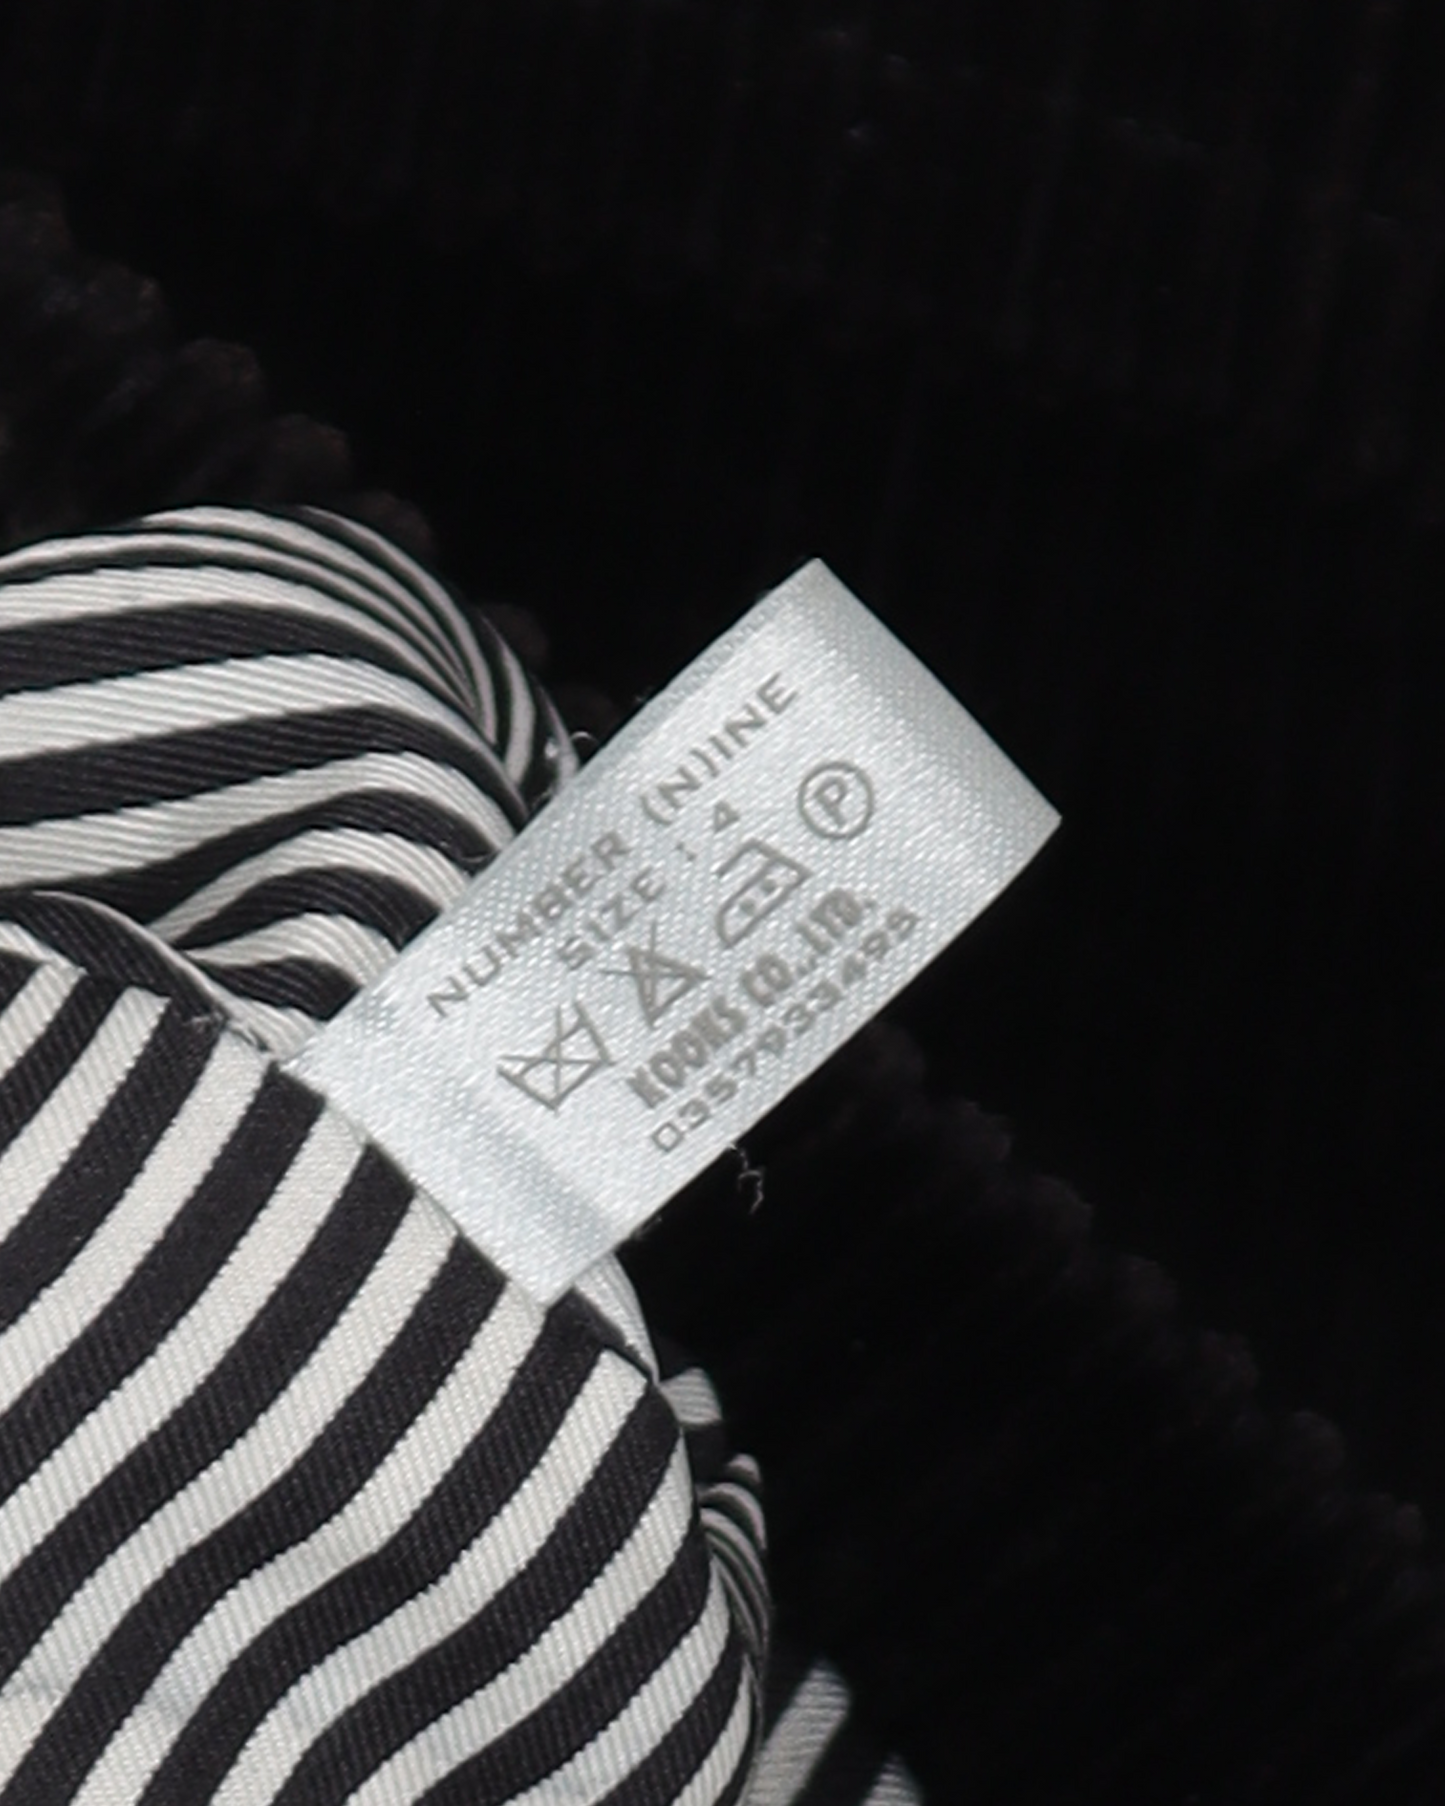 NUMBER (N)INE
SIZE : 4
P
KOOKS CO.,LTD.
0357933495